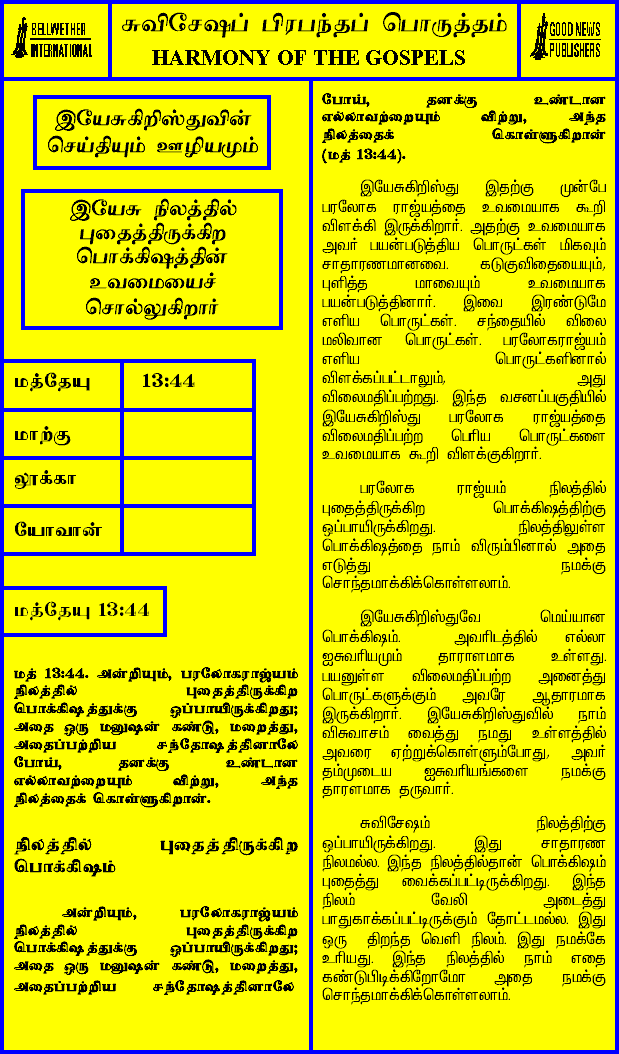 BELLWETHER
INTERNATIONAL
சுவிசேஷப் பிரபந்தப் பொருத்தம்
HARMONY OF THE GOSPELS
GOOD NEWS
PUBLISHERS
இயேசுகிறிஸ்துவின்
செய்தியும் ஊழியமும்
இயேசு நிலத்தில்
புதைத்திருக்கிற
பொக்கிஷத்தின்
உவமையைச்
சொல்லுகிறார்
மத்தேயு 13:44
மாற்கு
லூக்கா
யோவான்
மத்தேயு 13:44
மத் 13:44. அன்றியும், பரலோகராஜ்யம்
நிலத்தில் புதைத்திருக்கிற
பொக்கிஷத்துக்கு ஒப்பாயிருக்கிறது;
அதை ஒரு மனுஷன் கண்டு, மறைத்து,
அதைப்பற்றிய சந்தோஷத்தினாலே
போய், தனக்கு உண்டான
எல்லாவற்றையும் விற்று, அந்த
நிலத்தைக் கொள்ளுகிறான்.
நிலத்தில் புதைத்திருக்கிற
பொக்கிஷம்
அன்றியும், பரலோகராஜ்யம்
நிலத்தில் புதைத்திருக்கிற
பொக்கிஷத்துக்கு ஒப்பாயிருக்கிறது;
அதை ஒரு மனுஷன் கண்டு, மறைத்து,
அதைப்பற்றிய சந்தோஷத்தினாலே
போய், தனக்கு உண்டான
எல்லாவற்றையும் விற்று, அந்த
நிலத்தைக் கொள்ளுகிறான்
(மத் 13:44).
இயேசுகிறிஸ்து இதற்கு முன்பே
பரலோக ராஜ்யத்தை உவமையாக கூறி
விளக்கி இருக்கிறார். அதற்கு உவமையாக
அவர் பயன்படுத்திய பொருட்கள் மிகவும்
சாதாரணமானவை. கடுகுவிதையையும்,
புளித்த மாவையும் உவமையாக
பயன்படுத்தினார். இவை இரண்டுமே
எளிய பொருட்கள். சந்தையில் விலை
மலிவான பொருட்கள். பரலோகராஜ்யம்
எளிய பொருட்களினால்
விளக்கப்பட்டாலும், அது
விலைமதிப்பற்றது. இந்த வசனப்பகுதியில்
இயேசுகிறிஸ்து பரலோக ராஜ்யத்தை
விலைமதிப்பற்ற பெரிய பொருட்களை
உவமையாக கூறி விளக்குகிறார்.
பரலோக ராஜ்யம் நிலத்தில்
புதைத்திருக்கிற பொக்கிஷத்திற்கு
ஒப்பாயிருக்கிறது. நிலத்திலுள்ள
பொக்கிஷத்தை நாம் விரும்பினால் அதை
எடுத்து நமக்கு
சொந்தமாக்கிக்கொள்ளலாம்.
இயேசுகிறிஸ்துவே மெய்யான
பொக்கிஷம். அவரிடத்தில் எல்லா
ஐசுவரியமும் தாராளமாக உள்ளது.
பயனுள்ள விலைமதிப்பற்ற அனைத்து
பொருட்களுக்கும் அவரே ஆதாரமாக
இருக்கிறார். இயேசுகிறிஸ்துவில் நாம்
விசுவாசம் வைத்து நமது உள்ளத்தில்
அவரை ஏற்றுக்கொள்ளும்போது, அவர்
தம்முடைய ஐசுவரியங்களை நமக்கு
தாரளமாக தருவார்.
சுவிசேஷம் நிலத்திற்கு
ஒப்பாயிருக்கிறது. இது சாதாரண
நிலமல்ல. இந்த நிலத்தில்தான் பொக்கிஷம்
புதைத்து வைக்கப்பட்டிருக்கிறது. இந்த
நிலம் வேலி அடைத்து
பாதுகாக்கப்பட்டிருக்கும் தோட்டமல்ல. இது
ஒரு திறந்த வெளி நிலம். இது நமக்கே
உரியது. இந்த நிலத்தில் நாம் எதை
கண்டுபிடிக்கிறோமோ அதை நமக்கு
சொந்தமாக்கிக்கொள்ளலாம்.